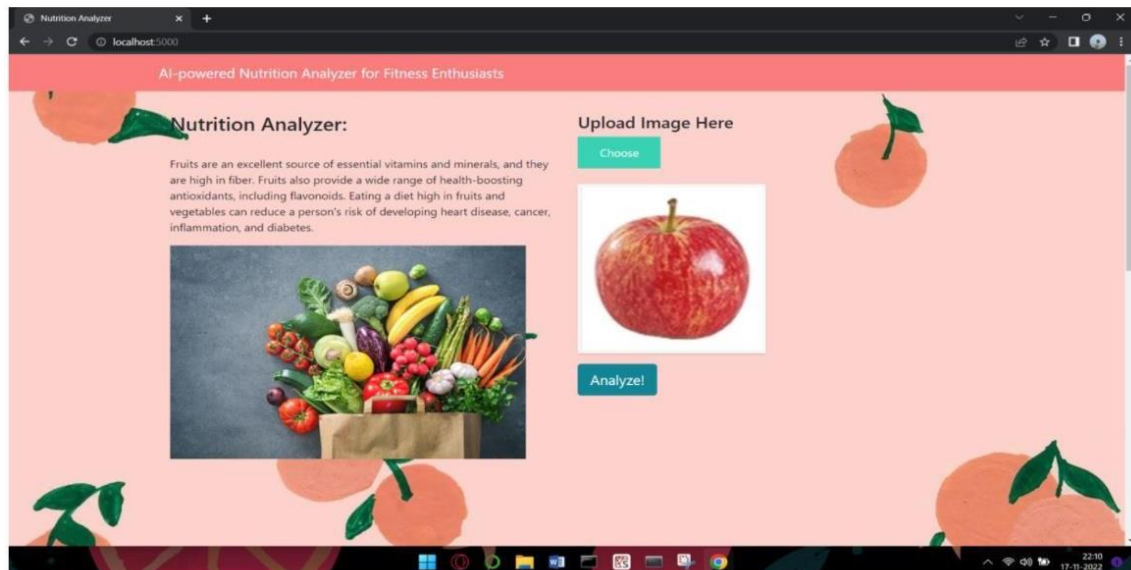 Nutrition Analyzer
localhost:5000
AI-powered Nutrition Analyzer for Fitness Enthusiasts
Nutrition Analyzer:
Fruits are an excellent source of essential vitamins and minerals, and they
are high in fiber. Fruits also provide a wide range of health-boosting
antioxidants, including flavonoids. Eating a diet high in fruits and
vegetables can reduce a person's risk of developing heart disease, cancer,
inflammation, and diabetes.
Upload Image Here
Choose
Analyze!
22:10
17-11-2022